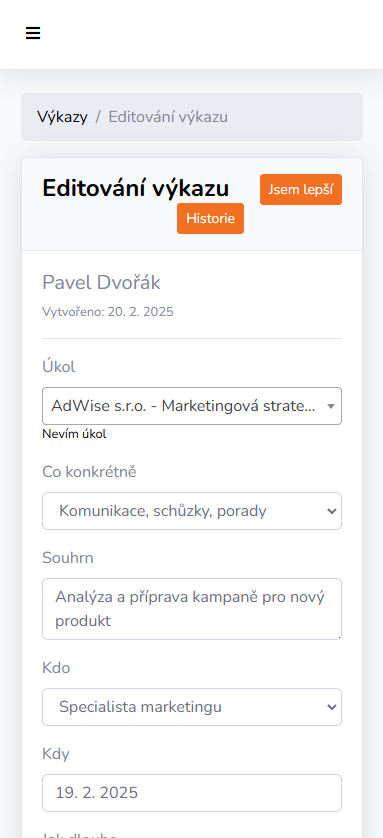 Výkazy / Editování výkazu
Editování výkazu
Jsem lepší
Historie
Pavel Dvořák
Vytvořeno: 20. 2. 2025
Úkol
AdWise s.r.o. - Marketingová strate...
Nevím úkol
Co konkrétně
Komunikace, schůzky, porady
Souhrn
Analýza a příprava kampaně pro nový
produkt
Kdo
Specialista marketingu
Kdy
19. 2. 2025